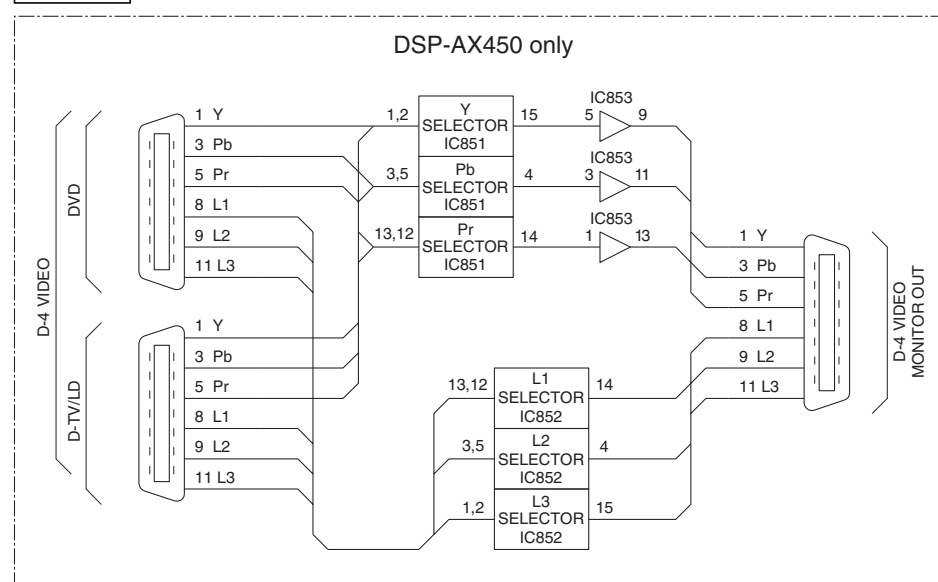 DSP-AX450 only
D-4 VIDEO
DVD
1 Y
3 Pb
5 Pr
8 L1
9 L2
11 L3
D-TV/LD
1 Y
3 Pb
5 Pr
8 L1
9 L2
11 L3
1,2
Y
SELECTOR
IC851
15
5
IC853
9
3,5
Pb
SELECTOR
IC851
4
3
IC853
11
13,12
Pr
SELECTOR
IC851
14
1
IC853
13
13,12
L1
SELECTOR
IC852
14
3,5
L2
SELECTOR
IC852
4
1,2
L3
SELECTOR
IC852
15
1 Y
3 Pb
5 Pr
8 L1
9 L2
11 L3
D-4 VIDEO
MONITOR OUT